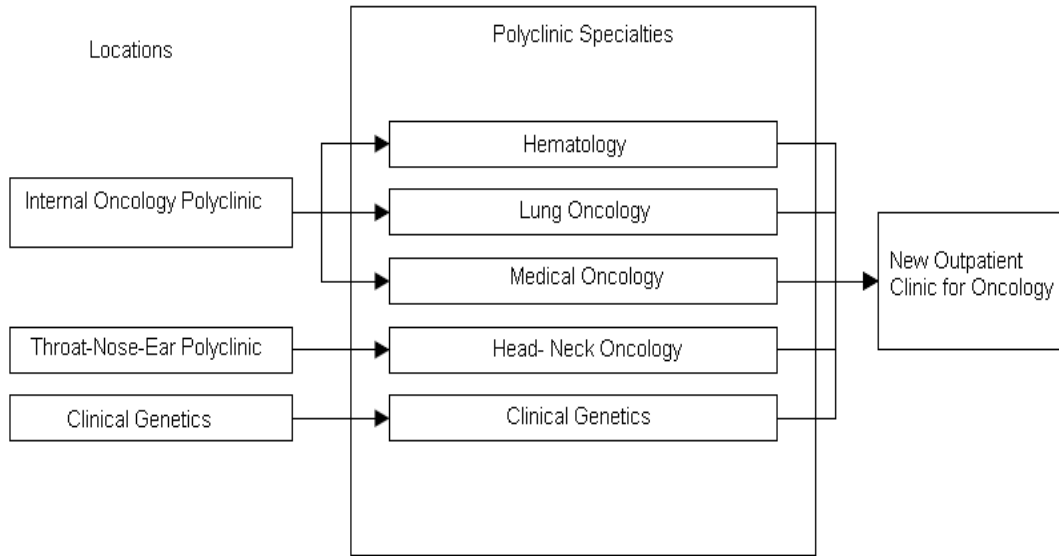 Locations
Polyclinic Specialties
Internal Oncology Polyclinic
Throat-Nose-Ear Polyclinic
Clinical Genetics
Hematology
Lung Oncology
Medical Oncology
Head- Neck Oncology
Clinical Genetics
New Outpatient
Clinic for Oncology